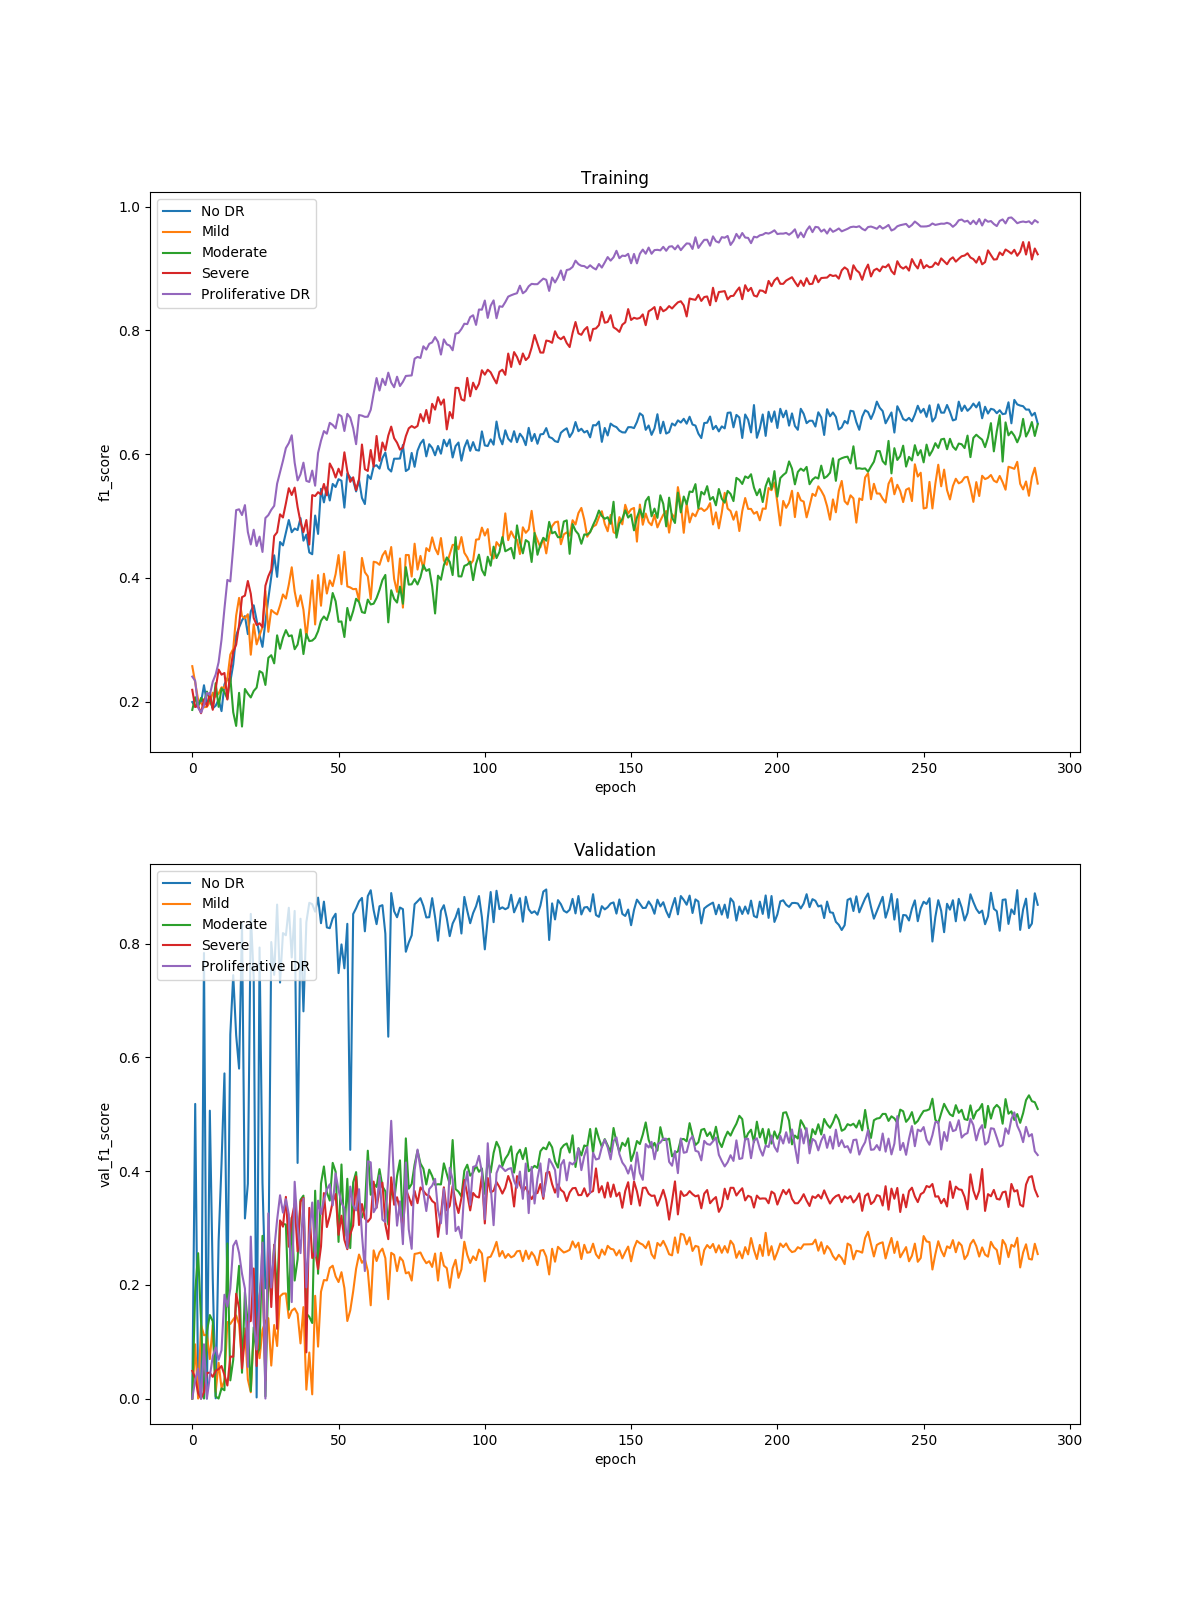 Training
1.0
0.8
0.6
0.4
0.2
f1_score
No DR
Mild
Moderate
Severe
Proliferative DR
0 50 100 150 200 250 300
epoch
Validation
0.8
0.6
0.4
0.2
0.0
val_f1_score
No DR
Mild
Moderate
Severe
Proliferative DR
0 50 100 150 200 250 300
epoch